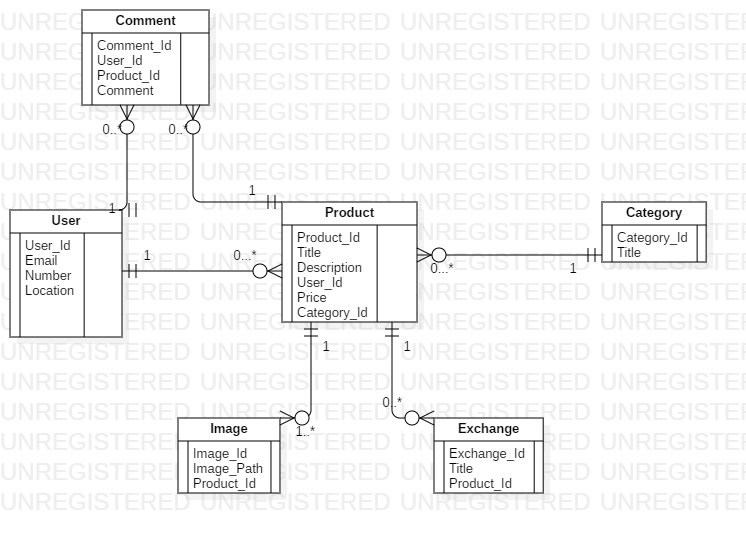 Comment
Comment_Id
User_Id
Product_Id
Comment
0..*
0..*
1
1
User
User_Id
Email
Number
Location
1
0...*
Product
Product_Id
Title
Description
User_Id
Price
Category_Id
0...*
1
Category
Category_Id
Title
1
1
1..*
0..*
Image
Image_Id
Image_Path
Product_Id
Exchange
Exchange_Id
Title
Product_Id
UNREGISTERED